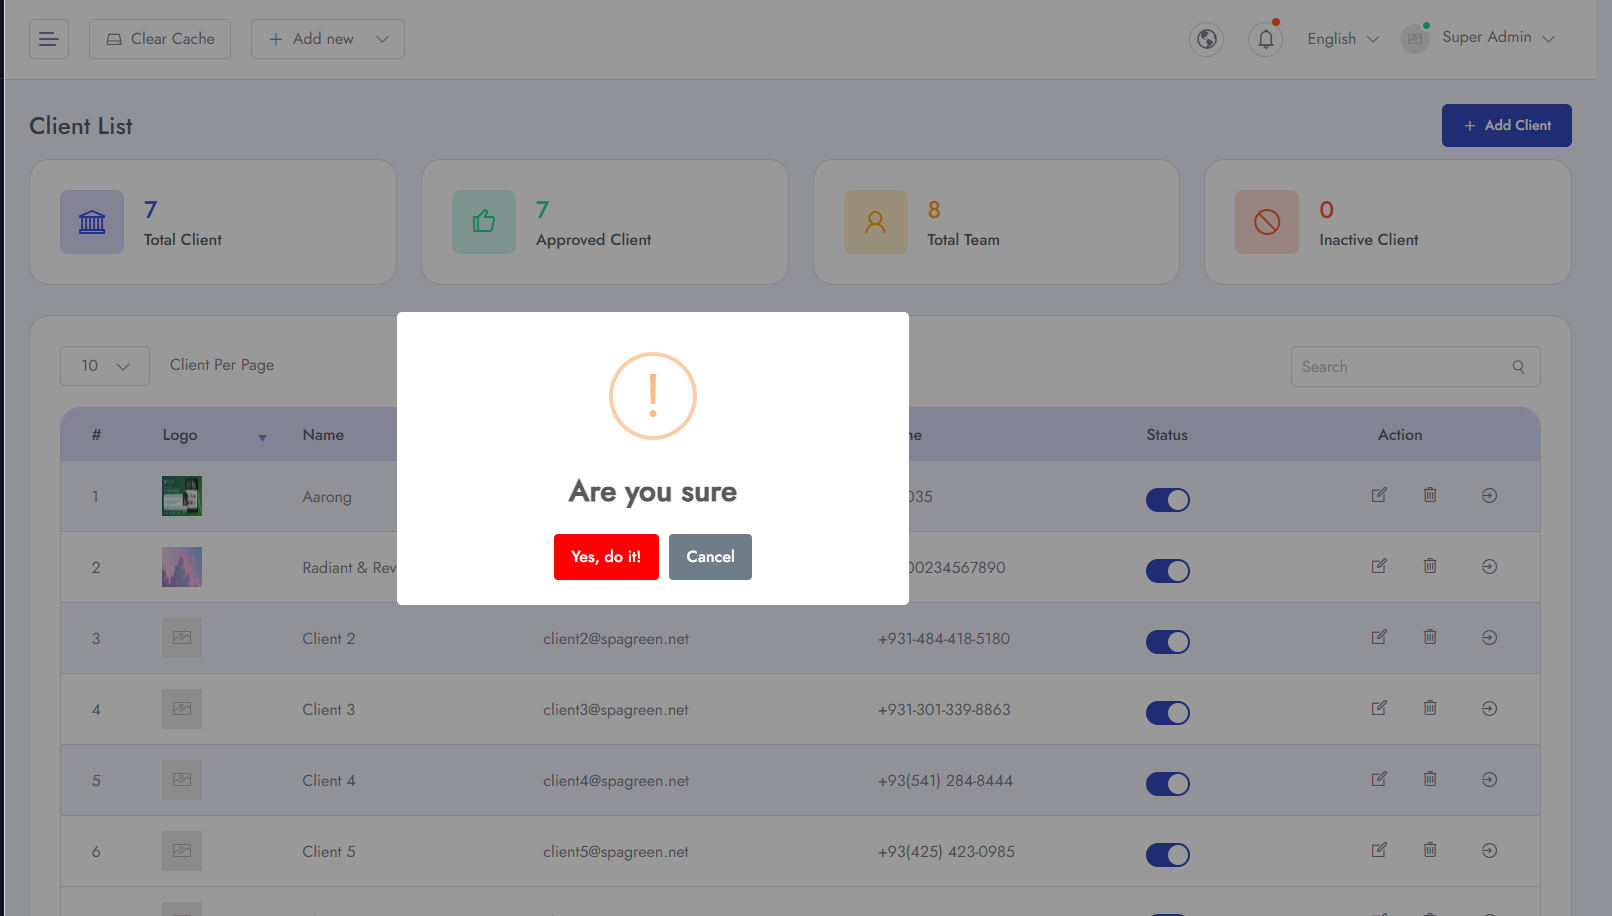 Clear Cache
Add new
English
Super Admin
Client List
+ Add Client
7
Total Client
7
Approved Client
8
Total Team
0
Inactive Client
10
Client Per Page
Search
# Logo Name Status Action
1 Aarong 035
2 Radiant & Rev 00234567890
!
Are you sure
Yes, do it! Cancel
3 Client 2 client2@spagreen.net +931-484-418-5180
4 Client 3 client3@spagreen.net +931-301-339-8863
5 Client 4 client4@spagreen.net +93(541) 284-8444
6 Client 5 client5@spagreen.net +93(425) 423-0985